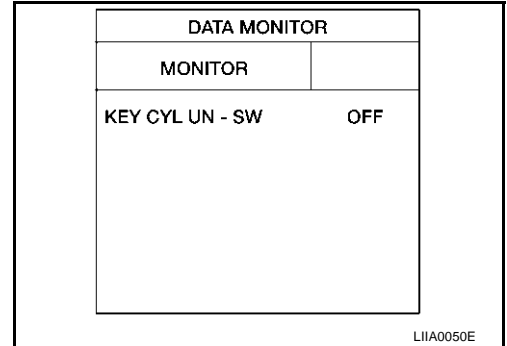 DATA MONITOR
MONITOR
KEY CYL UN - SW OFF
LIIA0050E